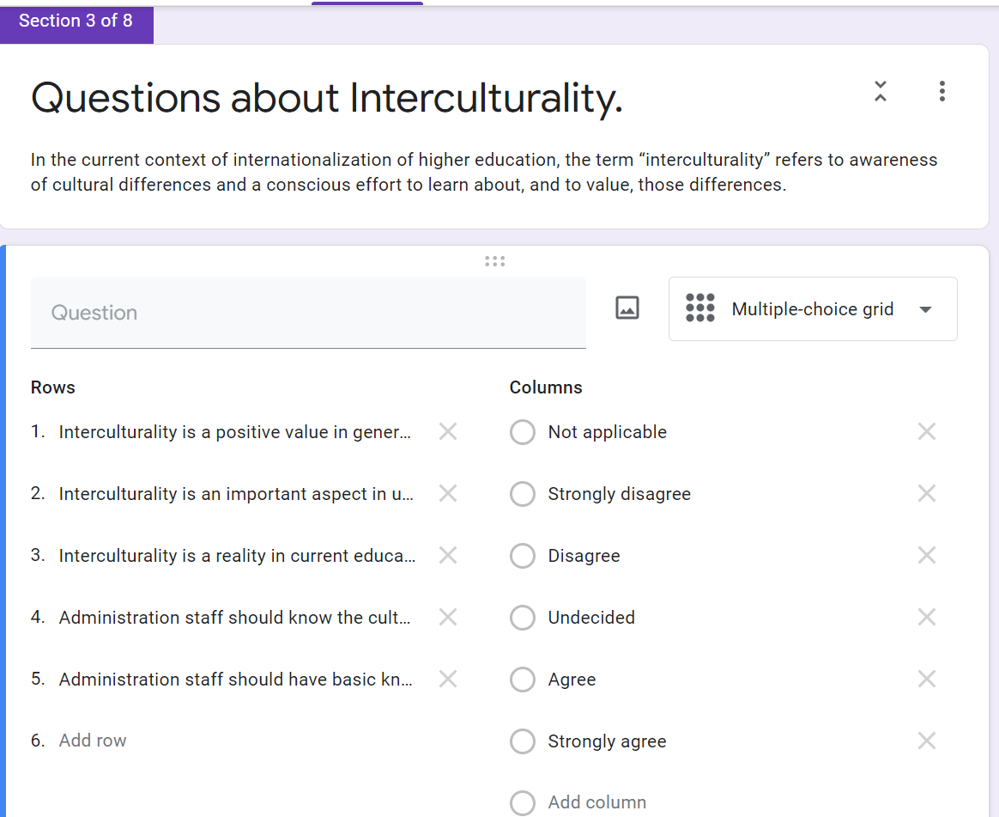 Section 3 of 8
Questions about Interculturality.
In the current context of internationalization of higher education, the term “interculturality” refers to awareness
of cultural differences and a conscious effort to learn about, and to value, those differences.
Question
Multiple-choice grid
Rows
Columns
1. Interculturality is a positive value in gener...
Not applicable
2. Interculturality is an important aspect in u...
Strongly disagree
3. Interculturality is a reality in current educa...
Disagree
4. Administration staff should know the cult...
Undecided
5. Administration staff should have basic kn...
Agree
6. Add row
Strongly agree
Add column